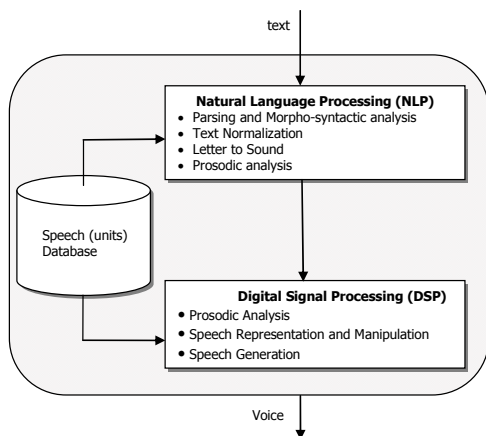 text
Natural Language Processing (NLP)
• Parsing and Morpho-syntactic analysis
• Text Normalization
• Letter to Sound
• Prosodic analysis
Speech (units)
Database
Digital Signal Processing (DSP)
• Prosodic Analysis
• Speech Representation and Manipulation
• Speech Generation
Voice